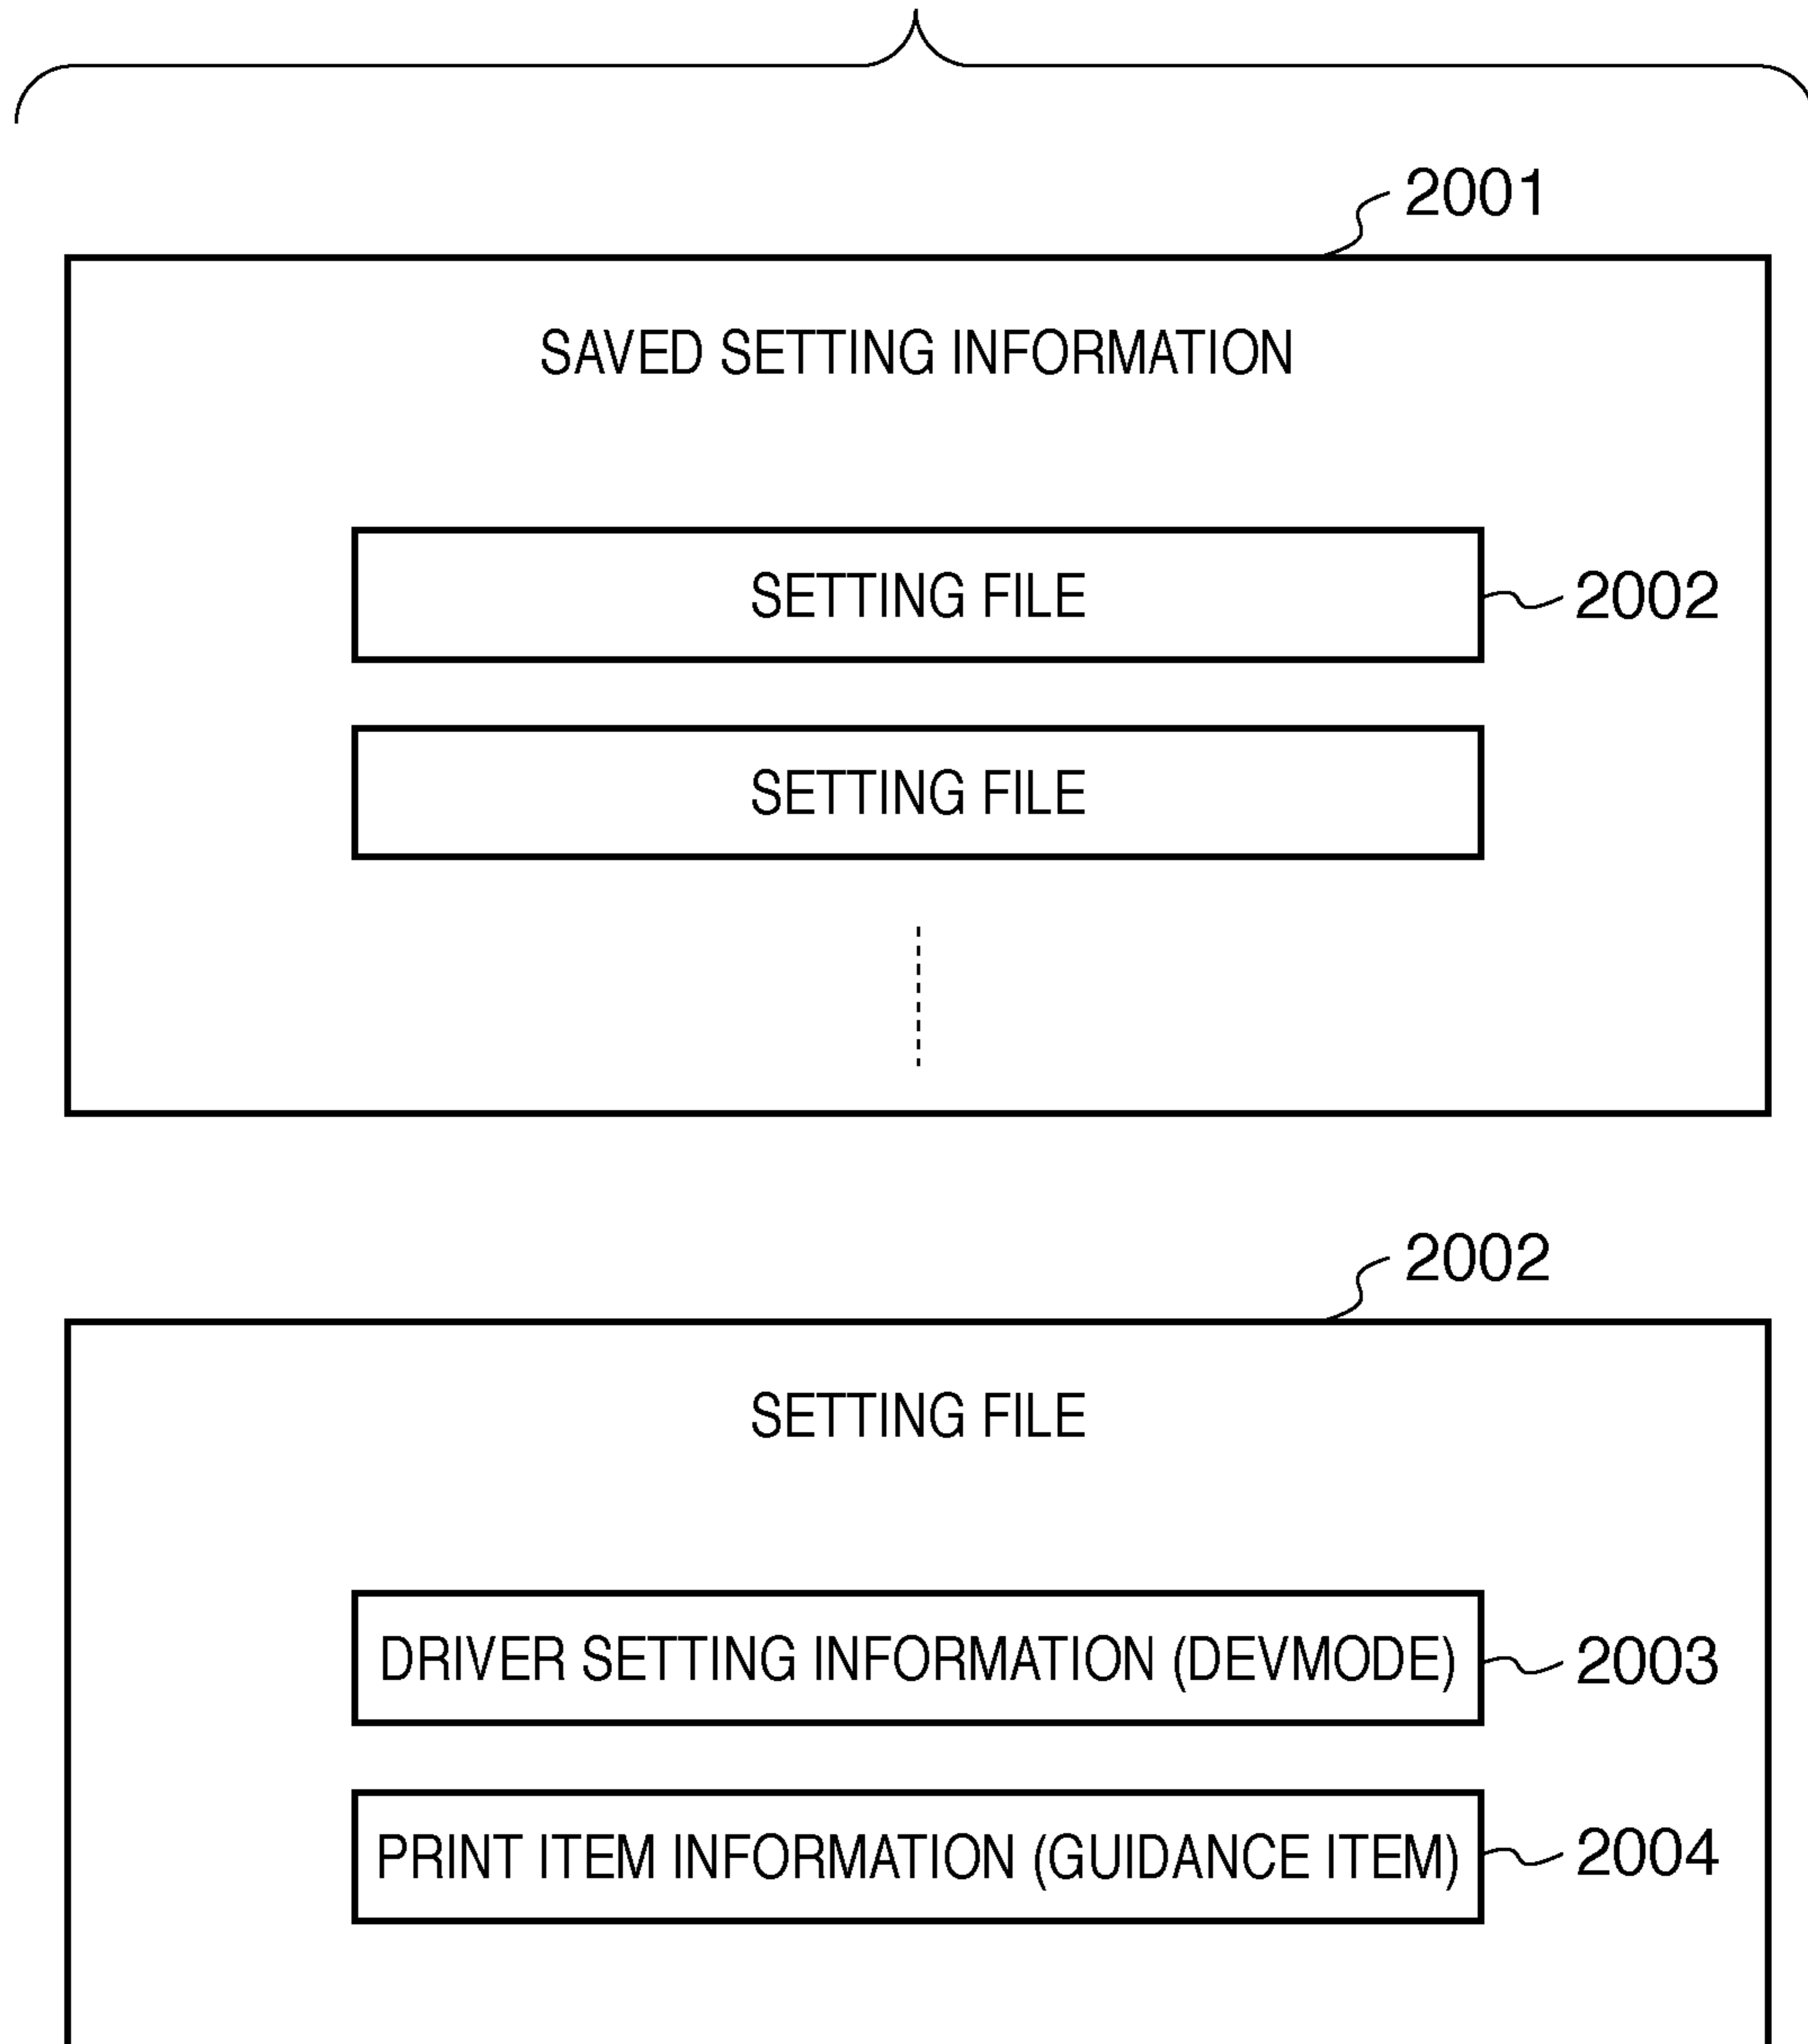 2001
SAVED SETTING INFORMATION
SETTING FILE 2002
SETTING FILE
2002
SETTING FILE
DRIVER SETTING INFORMATION (DEVMODE) 2003
PRINT ITEM INFORMATION (GUIDANCE ITEM) 2004